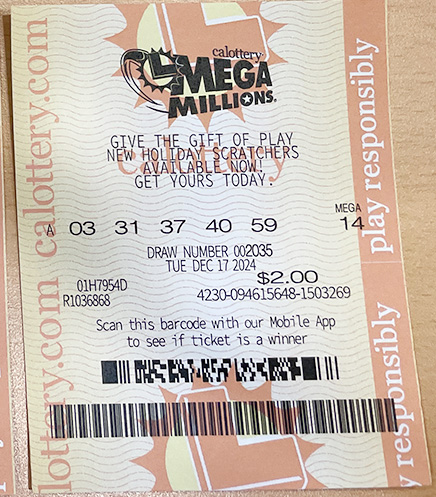 calottery
MEGA
MILLIONS®
GIVE THE GIFT OF PLAY
NEW HOLIDAY SCRATCHERS
AVAILABLE NOW!
GET YOURS TODAY.
calottery
A 03 31 37 40 59 MEGA 14
DRAW NUMBER 002035
TUE DEC 17 2024
$2.00
01H7954D
R1036868 4230-094615648-1503269
Scan this barcode with our Mobile App
to see if ticket is a winner
lottery.com calottery.com
play responsibly
y responsibly